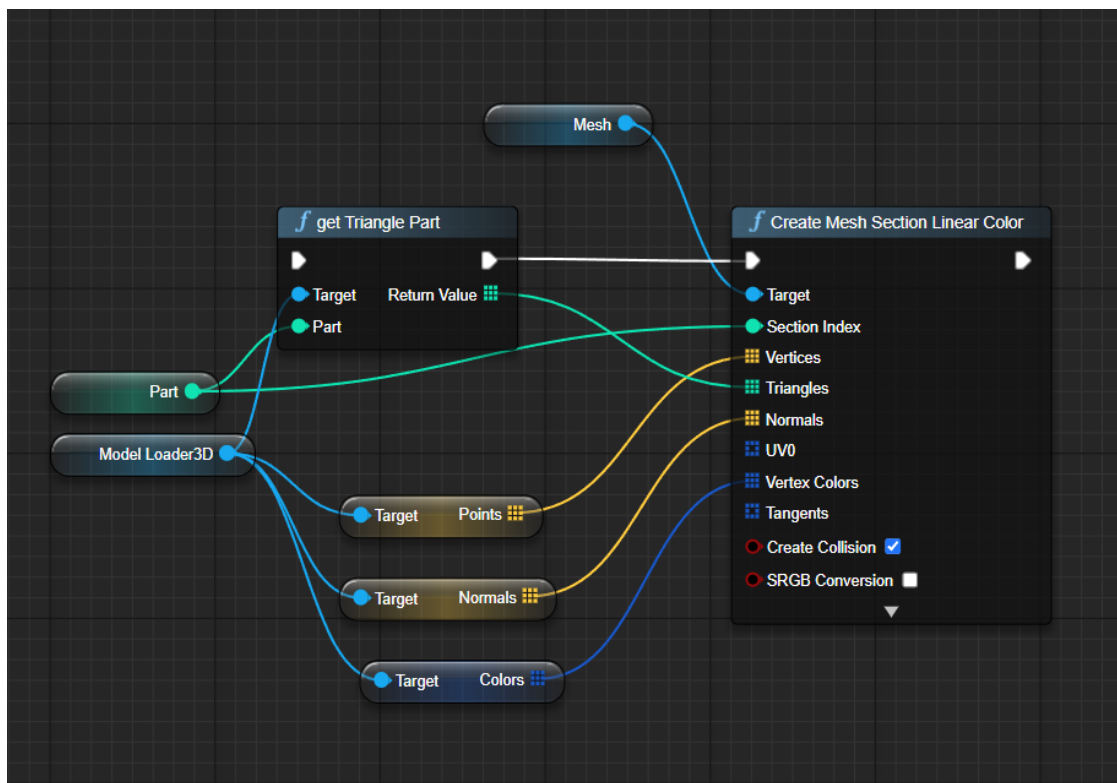 Mesh
get Triangle Part
Target
Return Value
Part
Part
Model Loader3D
Target
Points
Target
Normals
Target
Colors
Create Mesh Section Linear Color
Target
Section Index
Vertices
Triangles
Normals
UV0
Vertex Colors
Tangents
Create Collision
SRGB Conversion